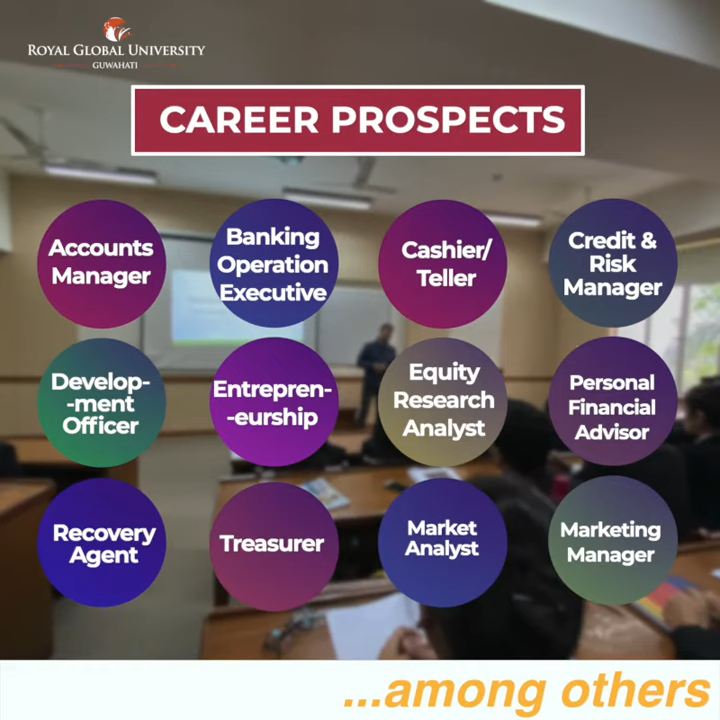 ROYAL GLOBAL UNIVERSITY
GUWAHATI
CAREER PROSPECTS
Accounts
Manager
Banking
Operation
Executive
Cashier/
Teller
Credit &
Risk
Manager
Develop-
-ment
Officer
Entrepren-
-eurship
Equity
Research
Analyst
Personal
Financial
Advisor
Recovery
Agent
Treasurer
Market
Analyst
Marketing
Manager
...among others